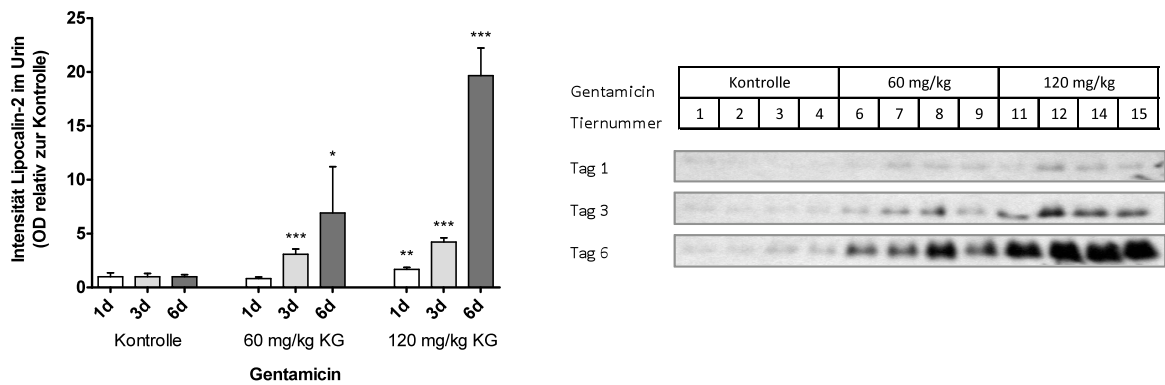 Intensität Lipocalin-2 im Urin
(OD relativ zur Kontrolle)
25
20
15
10
5
0
***
*
***
***
**
***
1d 3d 6d 1d 3d 6d 1d 3d 6d
Kontrolle 60 mg/kg KG 120 mg/kg KG
Gentamicin
Gentamicin Kontrolle 60 mg/kg 120 mg/kg
Tiernummer 1 2 3 4 6 7 8 9 11 12 14 15
Tag 1
Tag 3
Tag 6